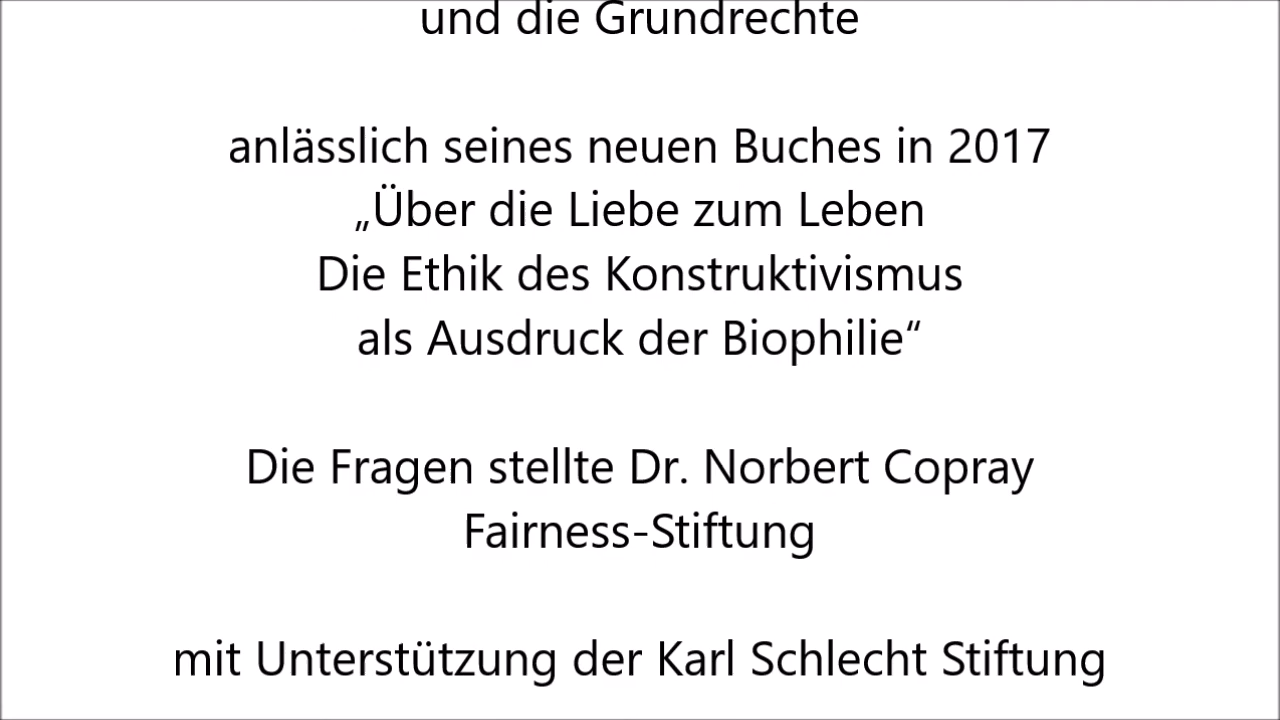 und die Grundrechte
anlässlich seines neuen Buches in 2017
„Über die Liebe zum Leben
Die Ethik des Konstruktivismus
als Ausdruck der Biophilie“
Die Fragen stellte Dr. Norbert Copray
Fairness-Stiftung
mit Unterstützung der Karl Schlecht Stiftung